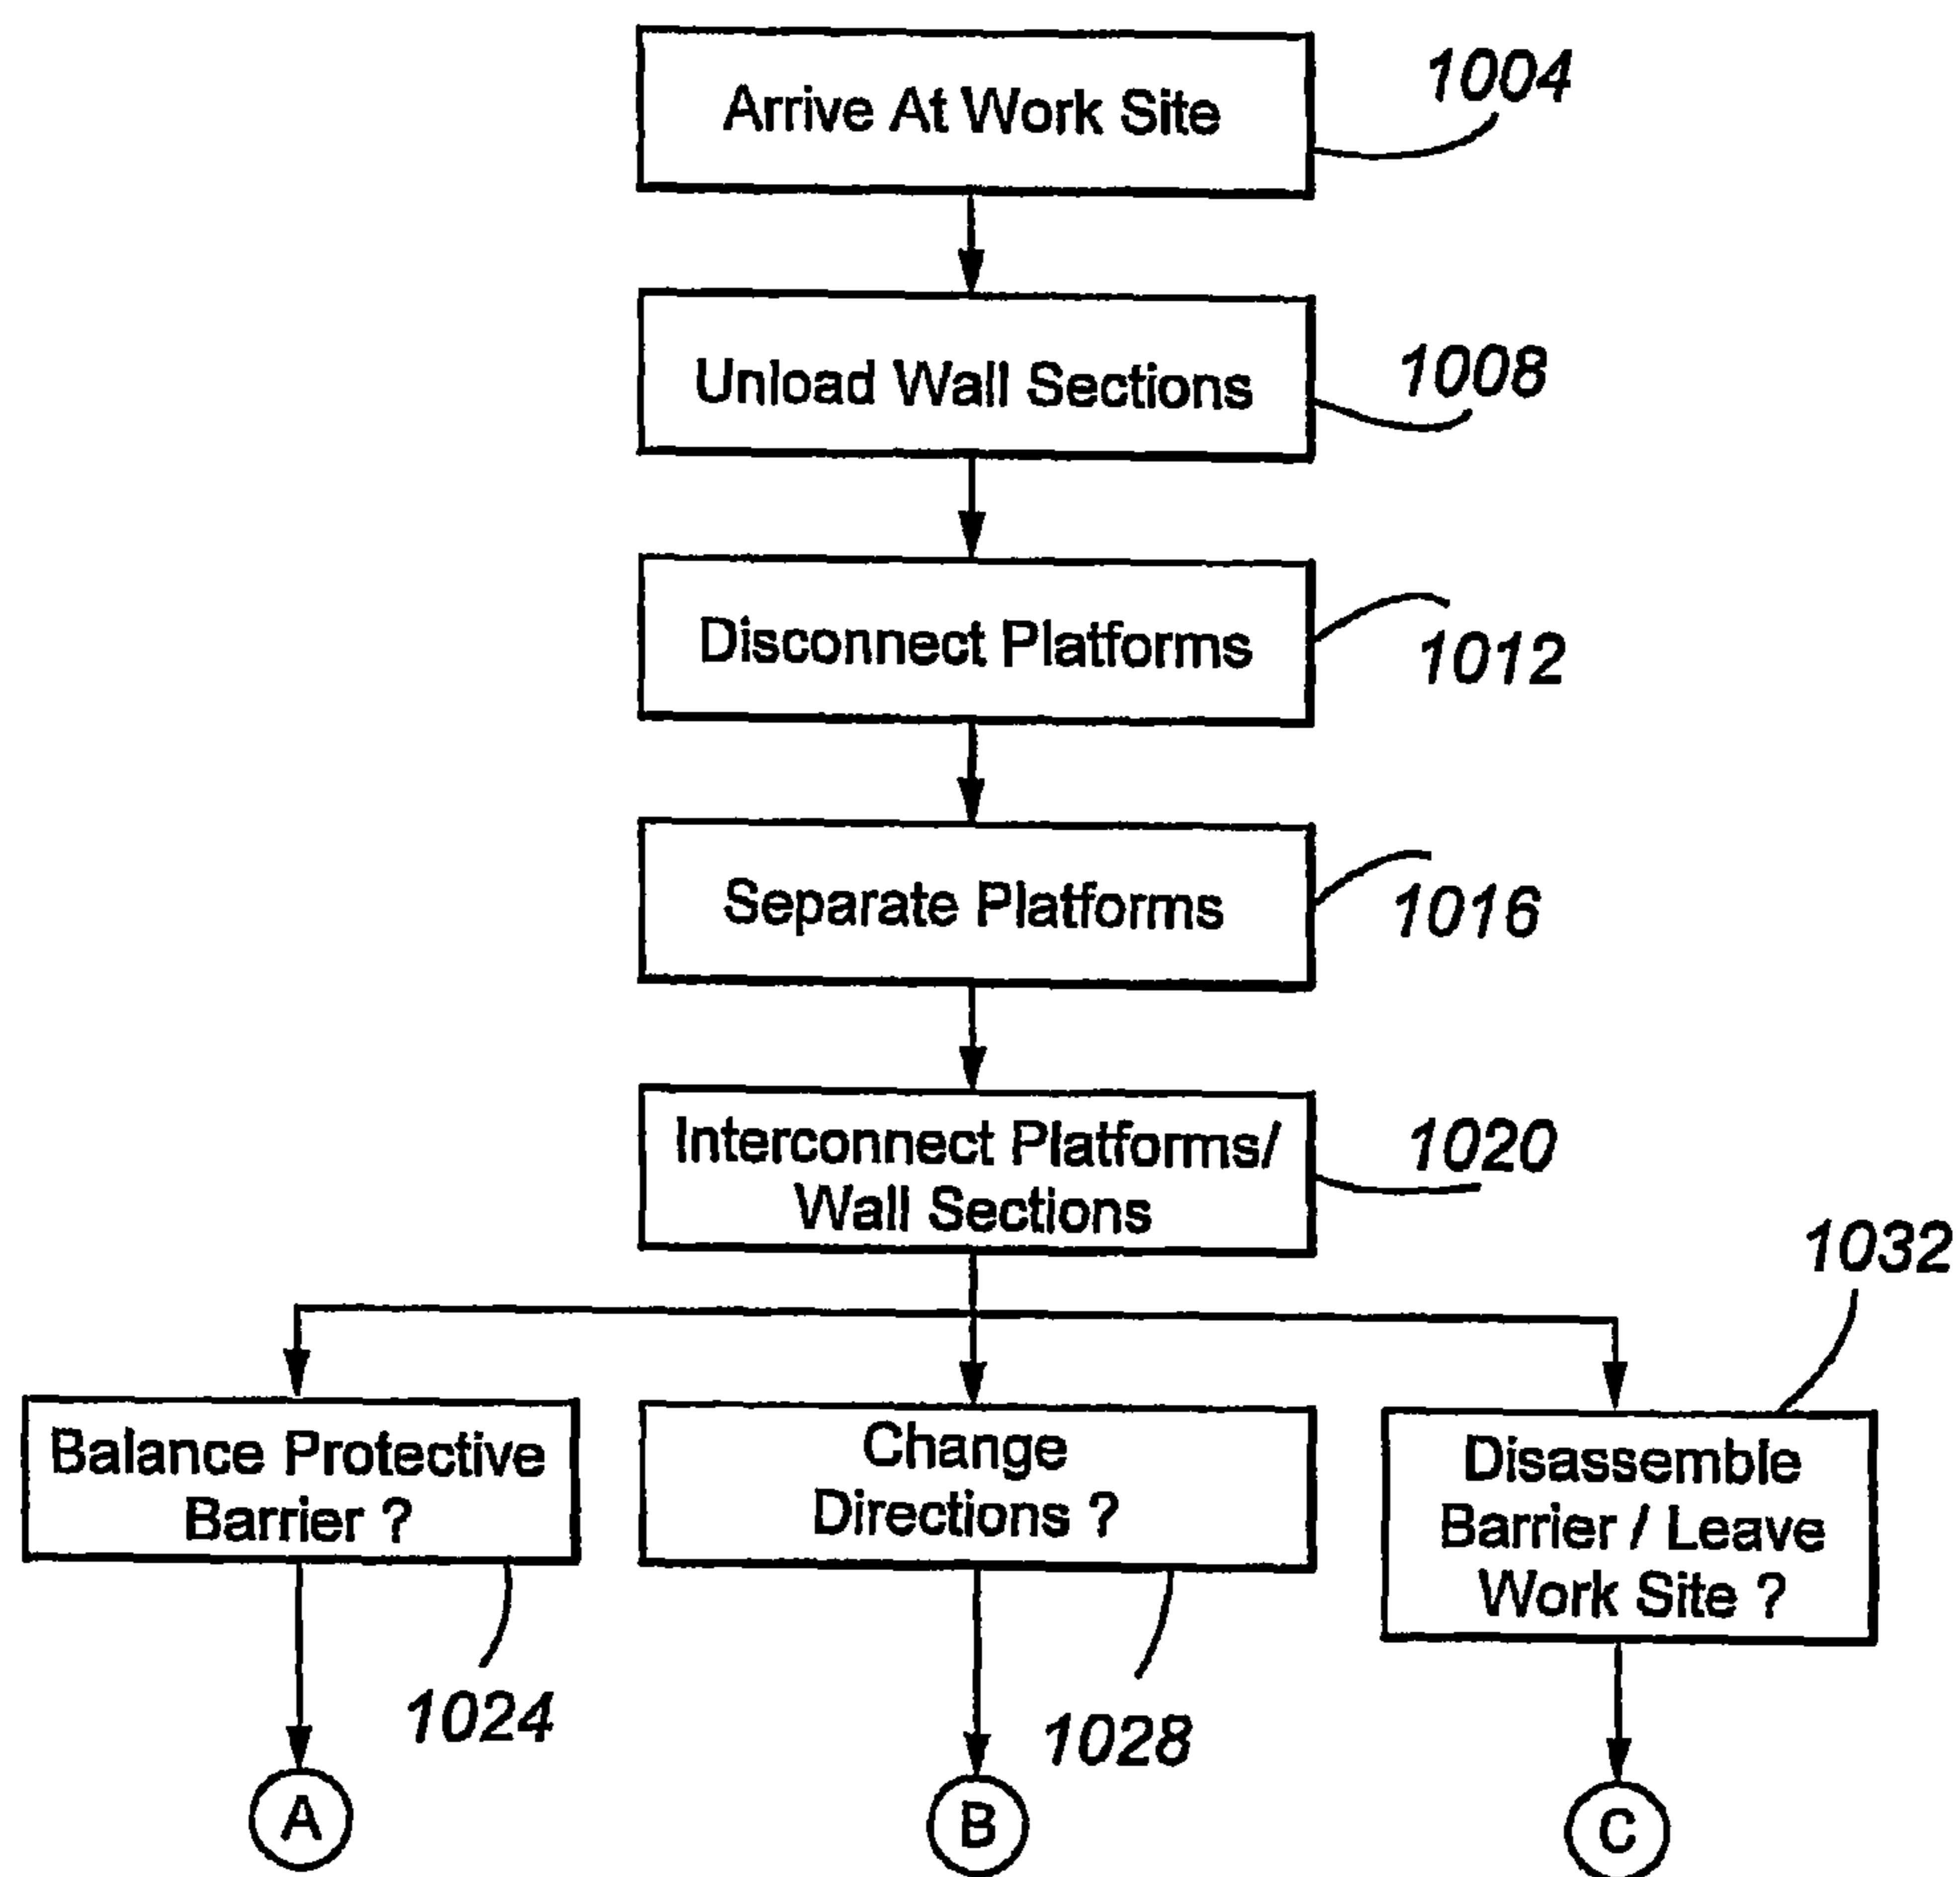 Arrive At Work Site
1004
Unload Wall Sections
1008
Disconnect Platforms
1012
Separate Platforms
1016
Interconnect Platforms/
Wall Sections
1020
1032
Balance Protective
Barrier ?
1024
Change
Directions ?
1028
Disassemble
Barrier / Leave
Work Site ?
A
B
C